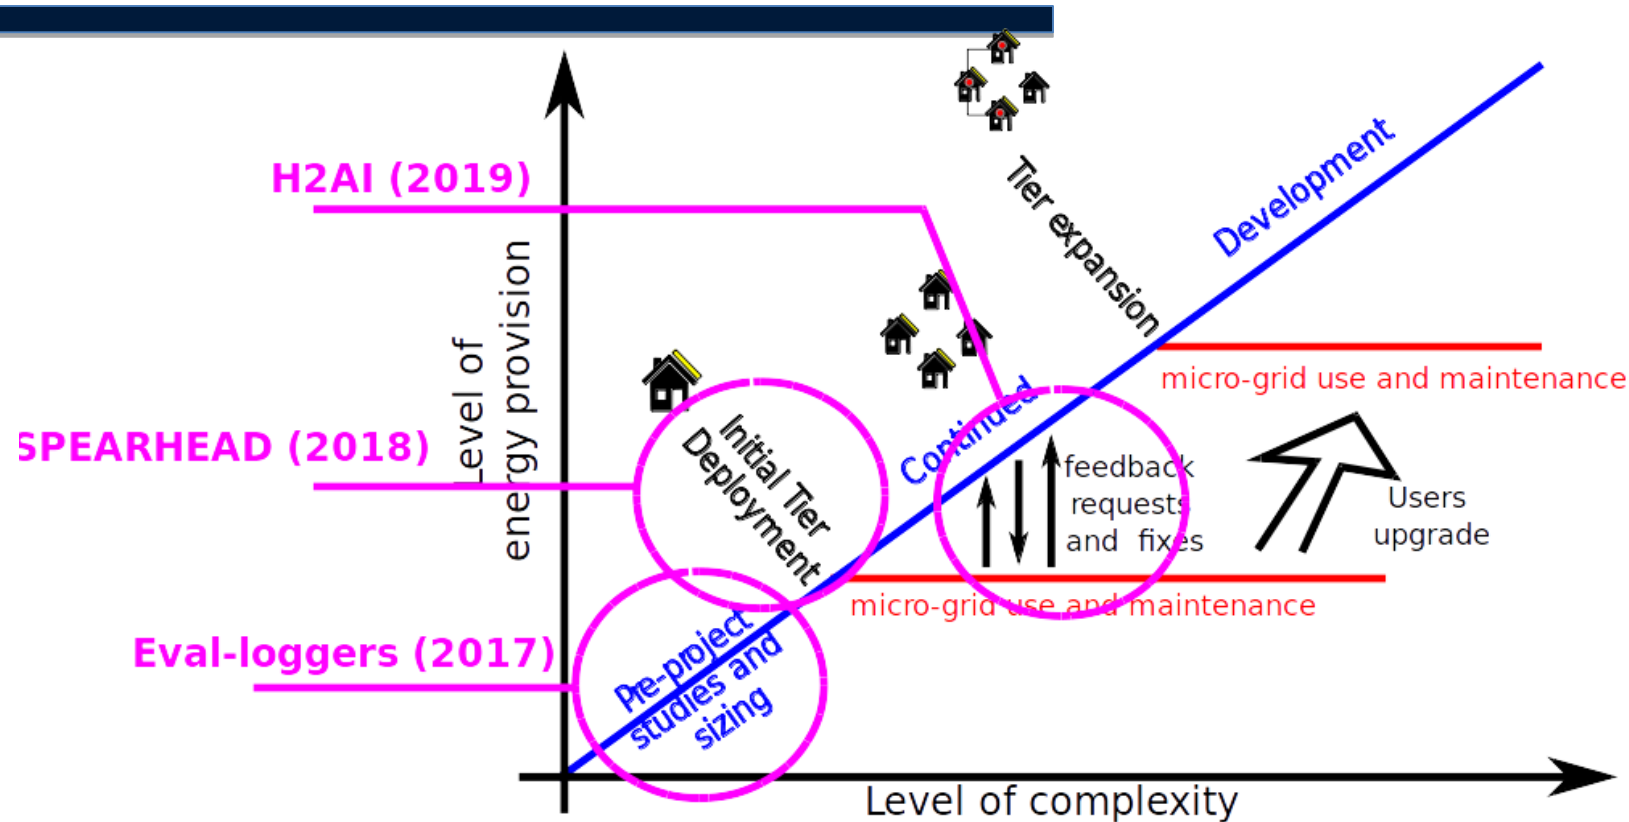 H2AI (2019)
SPEARHEAD (2018)
Eval-loggers (2017)
Level of
energy provision
Level of complexity
Pre-project
studies and
sizing
Initial Tier
Deployment
Continued
Development
Tier expansion
feedback
requests
and fixes
Users
upgrade
micro-grid use and maintenance
micro-grid use and maintenance